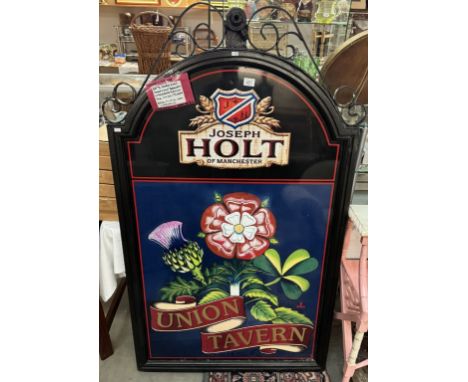 JOSEPH
HOLT
OF MANCHESTER
UNION
TAVERN